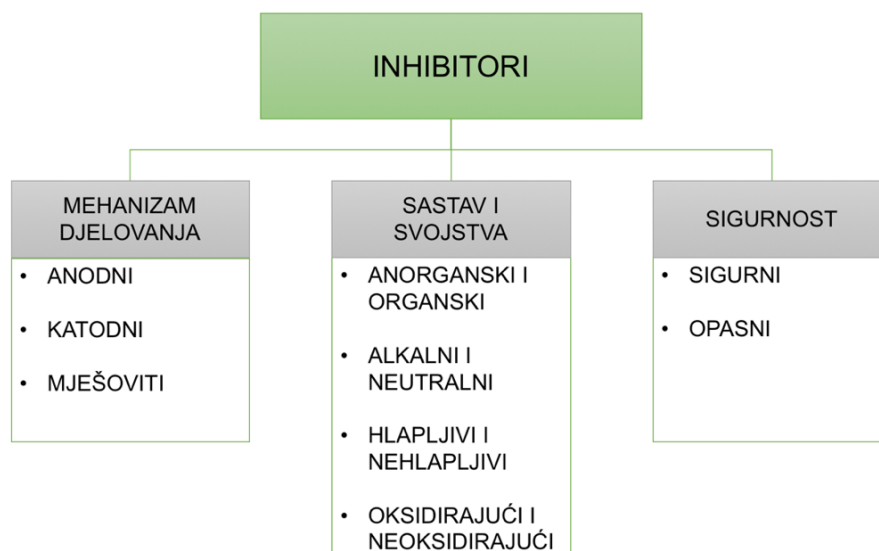 INHIBITORI
MEHANIZAM
DJELOVANJA
• ANODNI
• KATODNI
• MJEŠOVITI
SASTAV I
SVOJSTVA
• ANORGANSKI I
ORGANSKI
• ALKALNI I
NEUTRALNI
• HLAPLJIVI I
NEHLAPLJIVI
• OKSIDIRAJUĆI I
NEOKSIDIRAJUĆI
SIGURNOST
• SIGURNI
• OPASNI